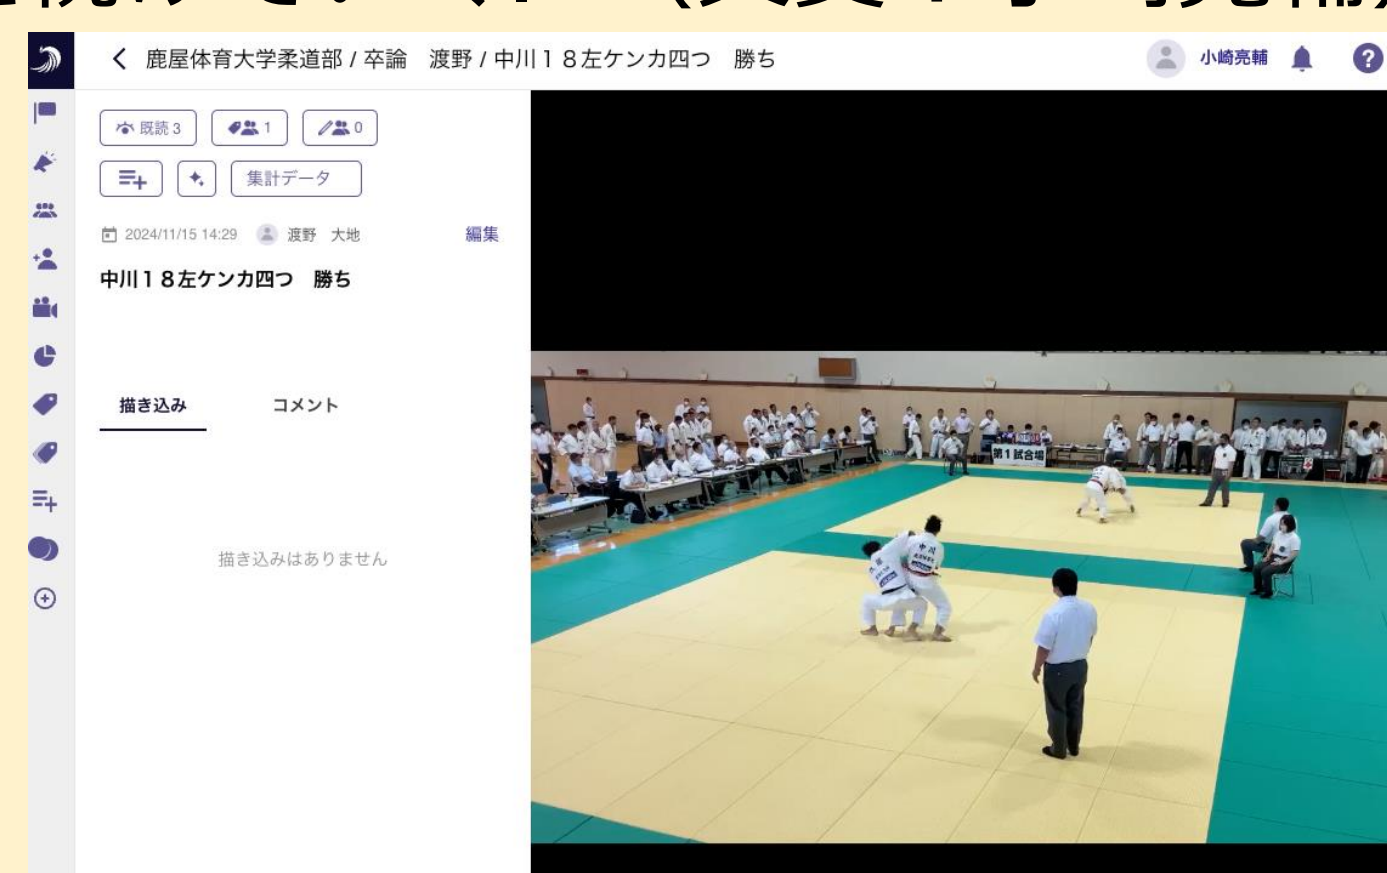 鹿屋体育大学柔道部 / 卒論　渡野 / 中川１８左ケンカ四つ　勝ち
小崎亮輔
既読 3
1
0
集計データ
2024/11/15 14:29
渡野　大地
編集
中川１８左ケンカ四つ　勝ち
描き込み
コメント
描き込みはありません
第1試合場
中川